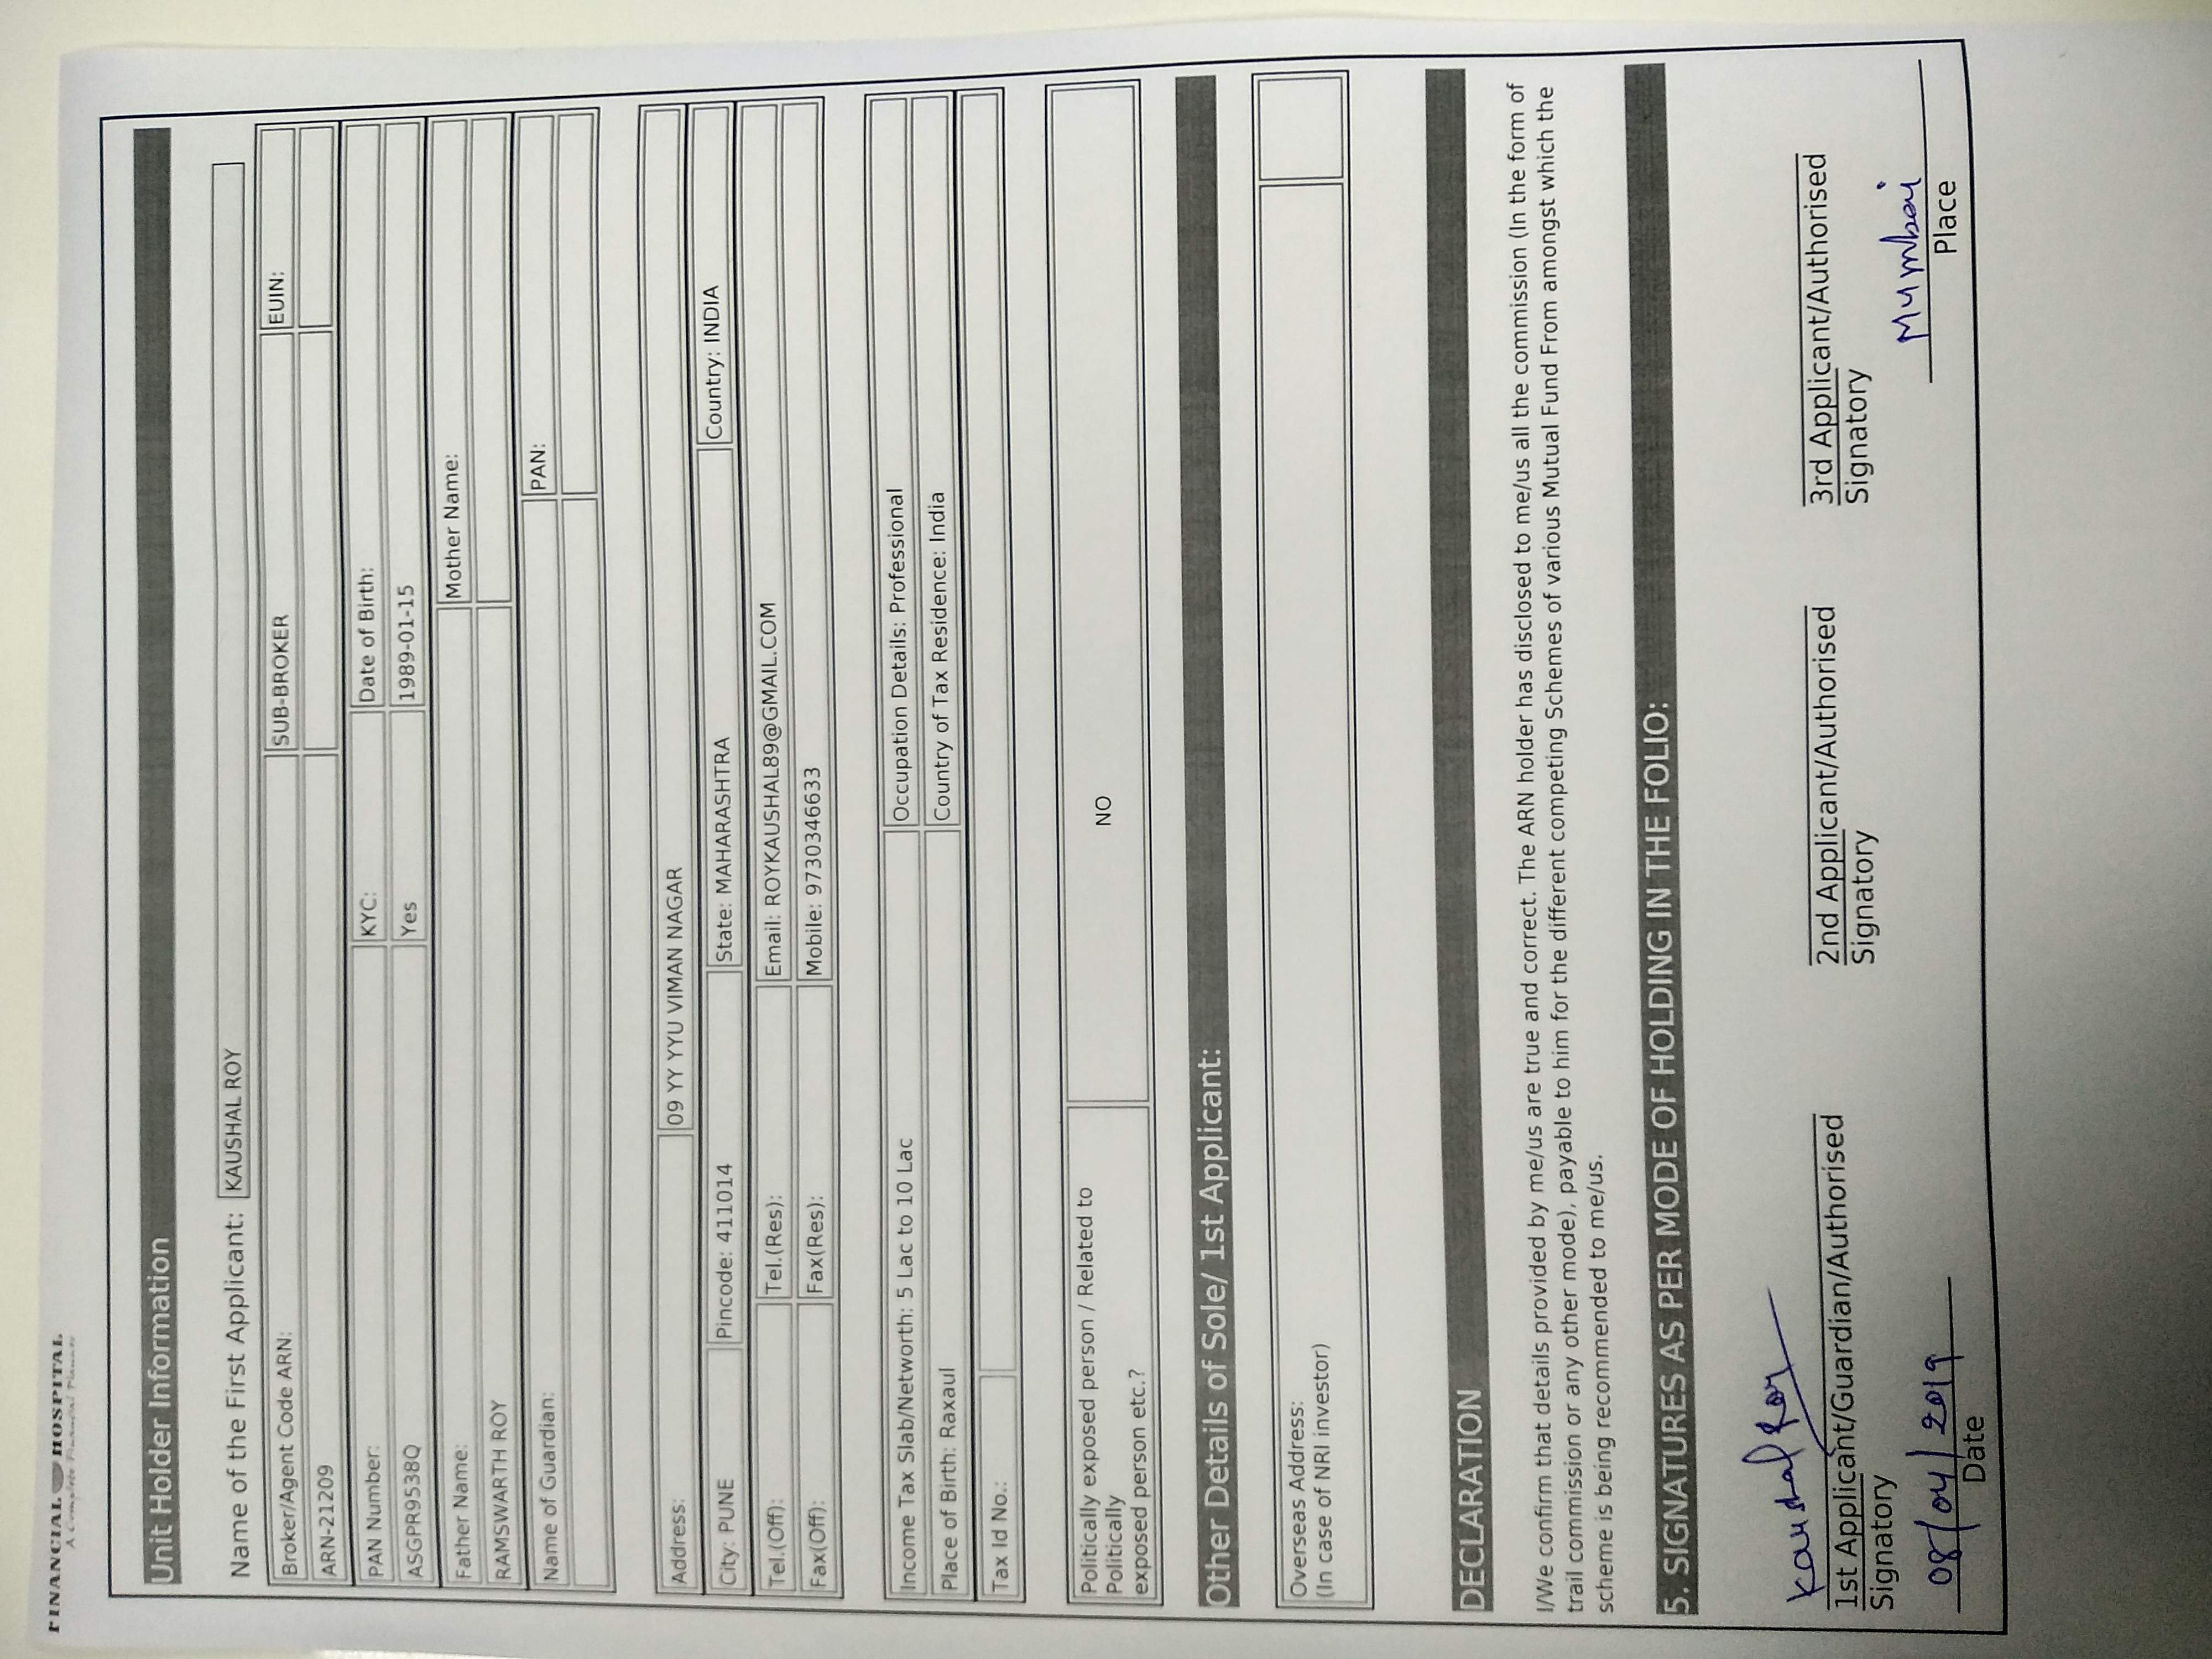 FINANCIAL HOSPITAL
A Complete Financial Planner
Unit Holder Information
Name of the First Applicant: KAUSHAL ROY
Broker/Agent Code ARN: SUB-BROKER EUIN:
ARN-21209
PAN Number: KYC: Date of Birth:
ASGPR9538Q Yes 1989-01-15
Father Name: Mother Name:
RAMSWARTH ROY
Name of Guardian: PAN:
Address: 09 YY YYU VIMAN NAGAR
City: PUNE Pincode: 411014 State: MAHARASHTRA Country: INDIA
Tel.(Off): Tel.(Res): Email: ROYKAUSHAL89@GMAIL.COM
Fax(Off): Fax(Res): Mobile: 9730346633
Income Tax Slab/Networth: 5 Lac to 10 Lac Occupation Details: Professional
Place of Birth: Raxaul Country of Tax Residence: India
Tax Id No.:
Politically exposed person / Related to
Politically
exposed person etc.? NO
Other Details of Sole/ 1st Applicant:
Overseas Address:
(In case of NRI investor)
DECLARATION
I/We confirm that details provided by me/us are true and correct. The ARN holder has disclosed to me/us all the commission (In the form of
trail commission or any other mode), payable to him for the different competing Schemes of various Mutual Fund From amongst which the
scheme is being recommended to me/us.
5. SIGNATURES AS PER MODE OF HOLDING IN THE FOLIO:
Kaushal Roy
1st Applicant/Guardian/Authorised 2nd Applicant/Authorised 3rd Applicant/Authorised
Signatory Signatory Signatory
08/04/2019 Mumbai
Date Place